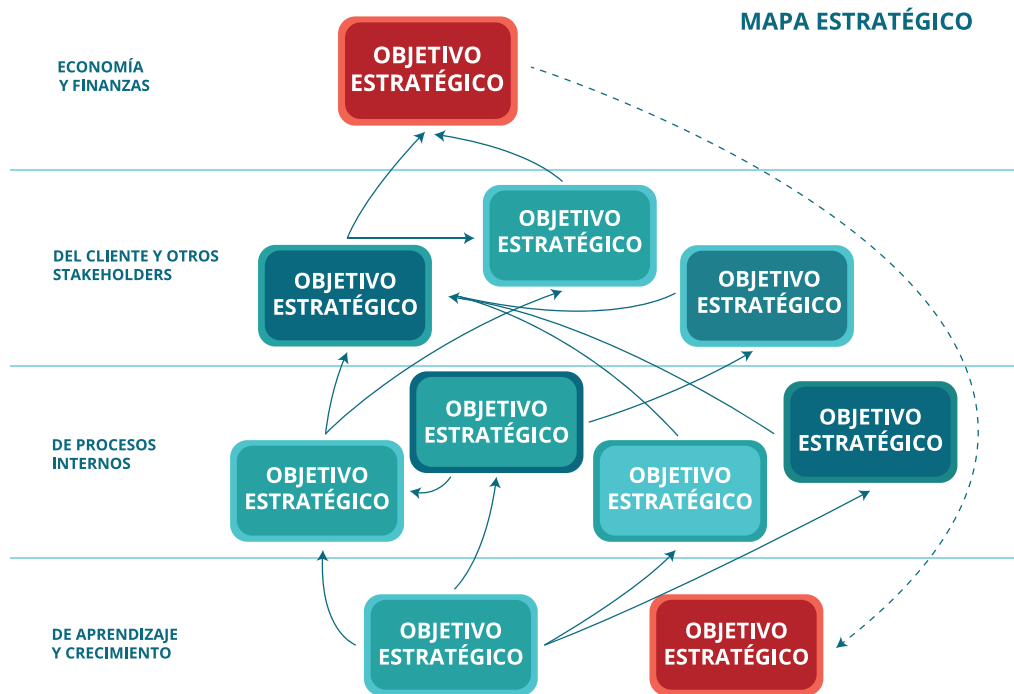 MAPA ESTRATÉGICO
ECONOMÍA
Y FINANZAS
OBJETIVO
ESTRATÉGICO
DEL CLIENTE Y OTROS
STAKEHOLDERS
OBJETIVO
ESTRATÉGICO
OBJETIVO
ESTRATÉGICO
OBJETIVO
ESTRATÉGICO
DE PROCESOS
INTERNOS
OBJETIVO
ESTRATÉGICO
OBJETIVO
ESTRATÉGICO
OBJETIVO
ESTRATÉGICO
OBJETIVO
ESTRATÉGICO
DE APRENDIZAJE
Y CRECIMIENTO
OBJETIVO
ESTRATÉGICO
OBJETIVO
ESTRATÉGICO